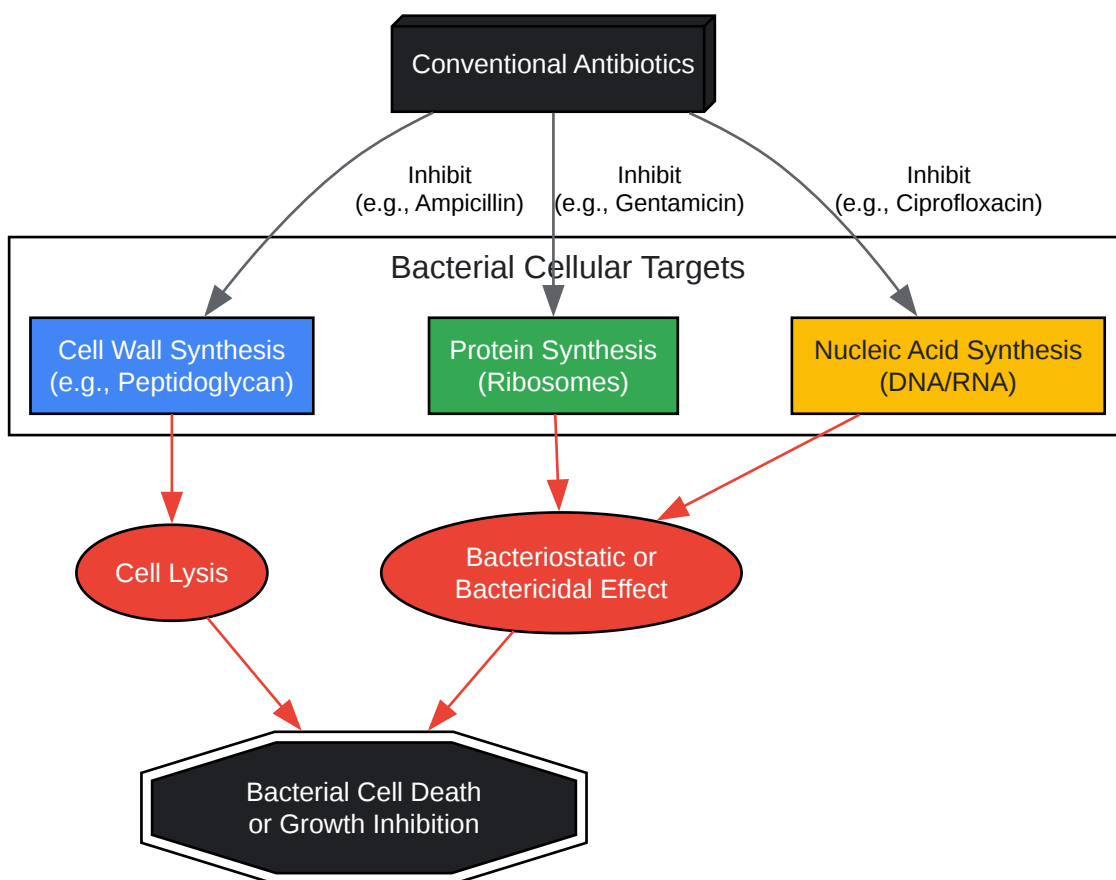 Conventional Antibiotics
Inhibit
(e.g., Ampicillin)
Inhibit
(e.g., Gentamicin)
Inhibit
(e.g., Ciprofloxacin)
Bacterial Cellular Targets
Cell Wall Synthesis
(e.g., Peptidoglycan)
Protein Synthesis
(Ribosomes)
Nucleic Acid Synthesis
(DNA/RNA)
Cell Lysis
Bacteriostatic or
Bactericidal Effect
Bacterial Cell Death
or Growth Inhibition